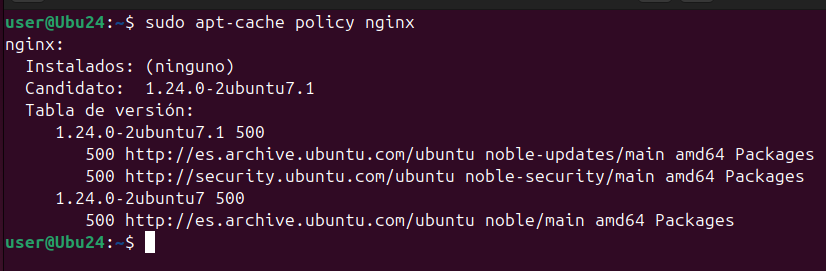 user@Ubu24:~$ sudo apt-cache policy nginx
nginx:
  Instalados: (ninguno)
  Candidato:  1.24.0-2ubuntu7.1
  Tabla de versión:
     1.24.0-2ubuntu7.1 500
        500 http://es.archive.ubuntu.com/ubuntu noble-updates/main amd64 Packages
        500 http://security.ubuntu.com/ubuntu noble-security/main amd64 Packages
     1.24.0-2ubuntu7 500
        500 http://es.archive.ubuntu.com/ubuntu noble/main amd64 Packages
user@Ubu24:~$